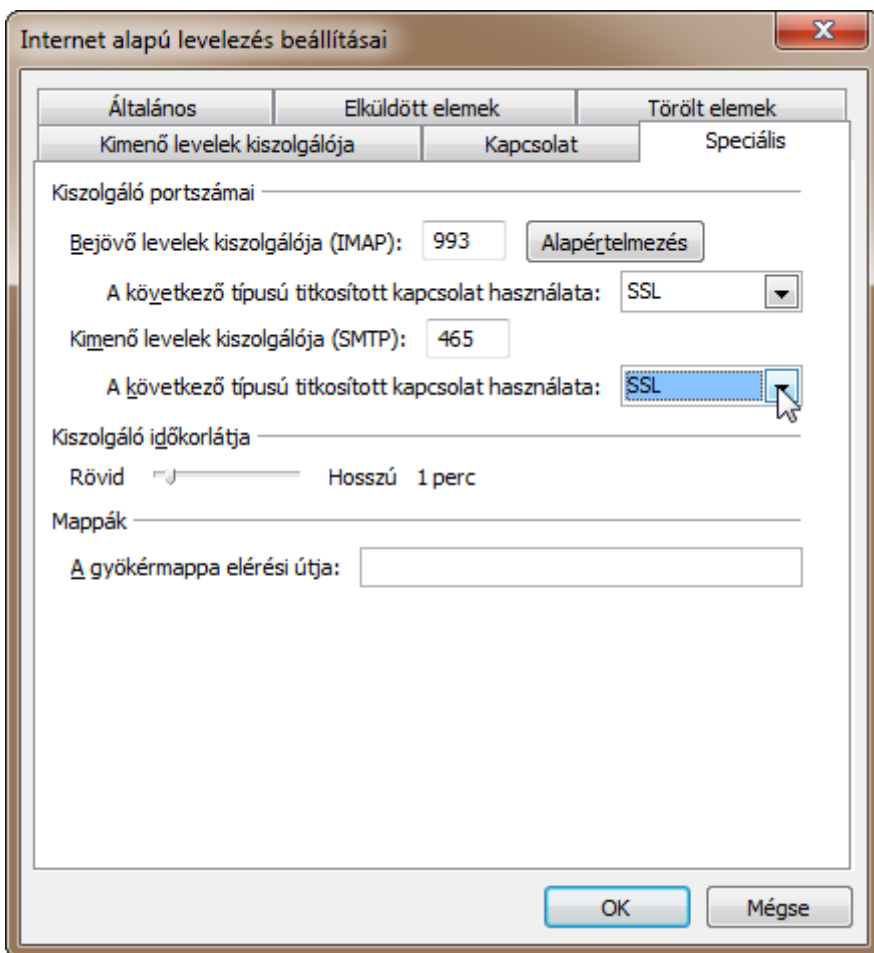 Internet alapú levelezés beállításai
Általános Elküldött elemek Törölt elemek
Kimenő levelek kiszolgálója Kapcsolat Speciális
Kiszolgáló portszámai
Bejövő levelek kiszolgálója (IMAP): 993 Alapértelmezés
A következő típusú titkosított kapcsolat használata: SSL
Kimenő levelek kiszolgálója (SMTP): 465
A következő típusú titkosított kapcsolat használata: SSL
Kiszolgáló időkorlátja
Rövid Hosszú 1 perc
Mappák
A gyökérmappa elérési útja:
OK Mégse